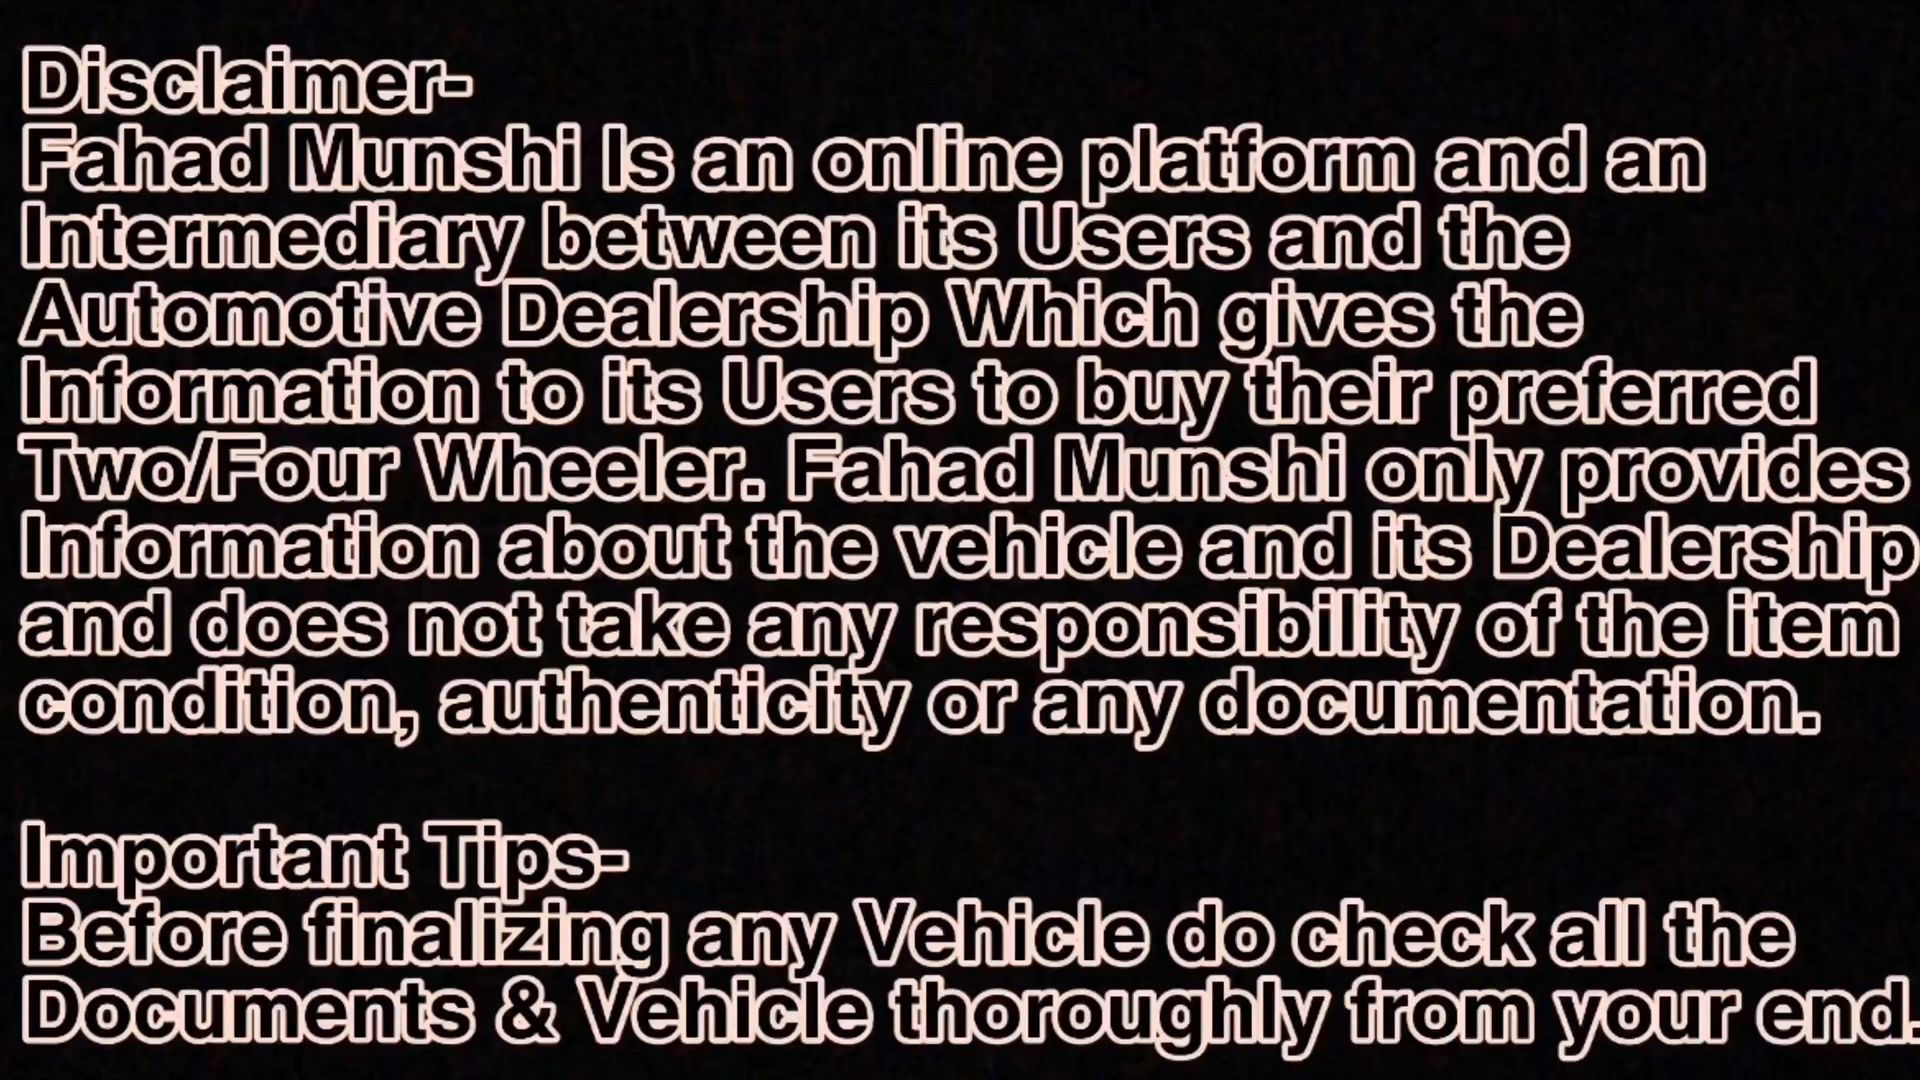 Disclaimer-
Fahad Munshi Is an online platform and an
Intermediary between its Users and the
Automotive Dealership Which gives the
Information to its Users to buy their preferred
Two/Four Wheeler. Fahad Munshi only provides
Information about the vehicle and its Dealership
and does not take any responsibility of the item
condition, authenticity or any documentation.
Important Tips-
Before finalizing any Vehicle do check all the
Documents & Vehicle thoroughly from your end.